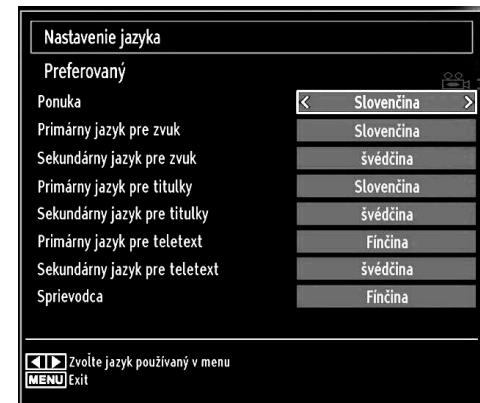 Nastavenie jazyka
Preferovaný
Ponuka Slovenčina
Primárny jazyk pre zvuk Slovenčina
Sekundárny jazyk pre zvuk švédčina
Primárny jazyk pre titulky Slovenčina
Sekundárny jazyk pre titulky švédčina
Primárny jazyk pre teletext Fínčina
Sekundárny jazyk pre teletext švédčina
Sprievodca Fínčina
Zvoľte jazyk používaný v menu
MENU Exit